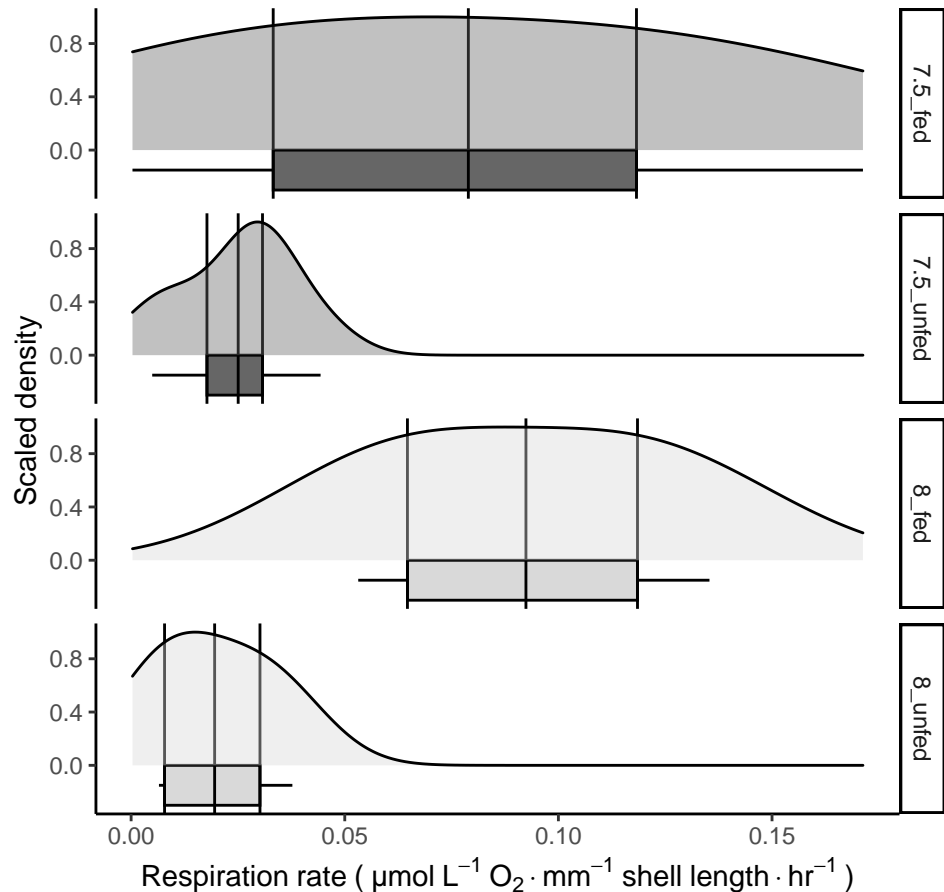 0.8
0.4
0.0
7.5_fed
0.8
0.4
0.0
7.5_unfed
0.8
0.4
0.0
8_fed
0.8
0.4
0.0
8_unfed
Scaled density
0.00 0.05 0.10 0.15
Respiration rate ( μmol L⁻¹ O₂ · mm⁻¹ shell length · hr⁻¹ )